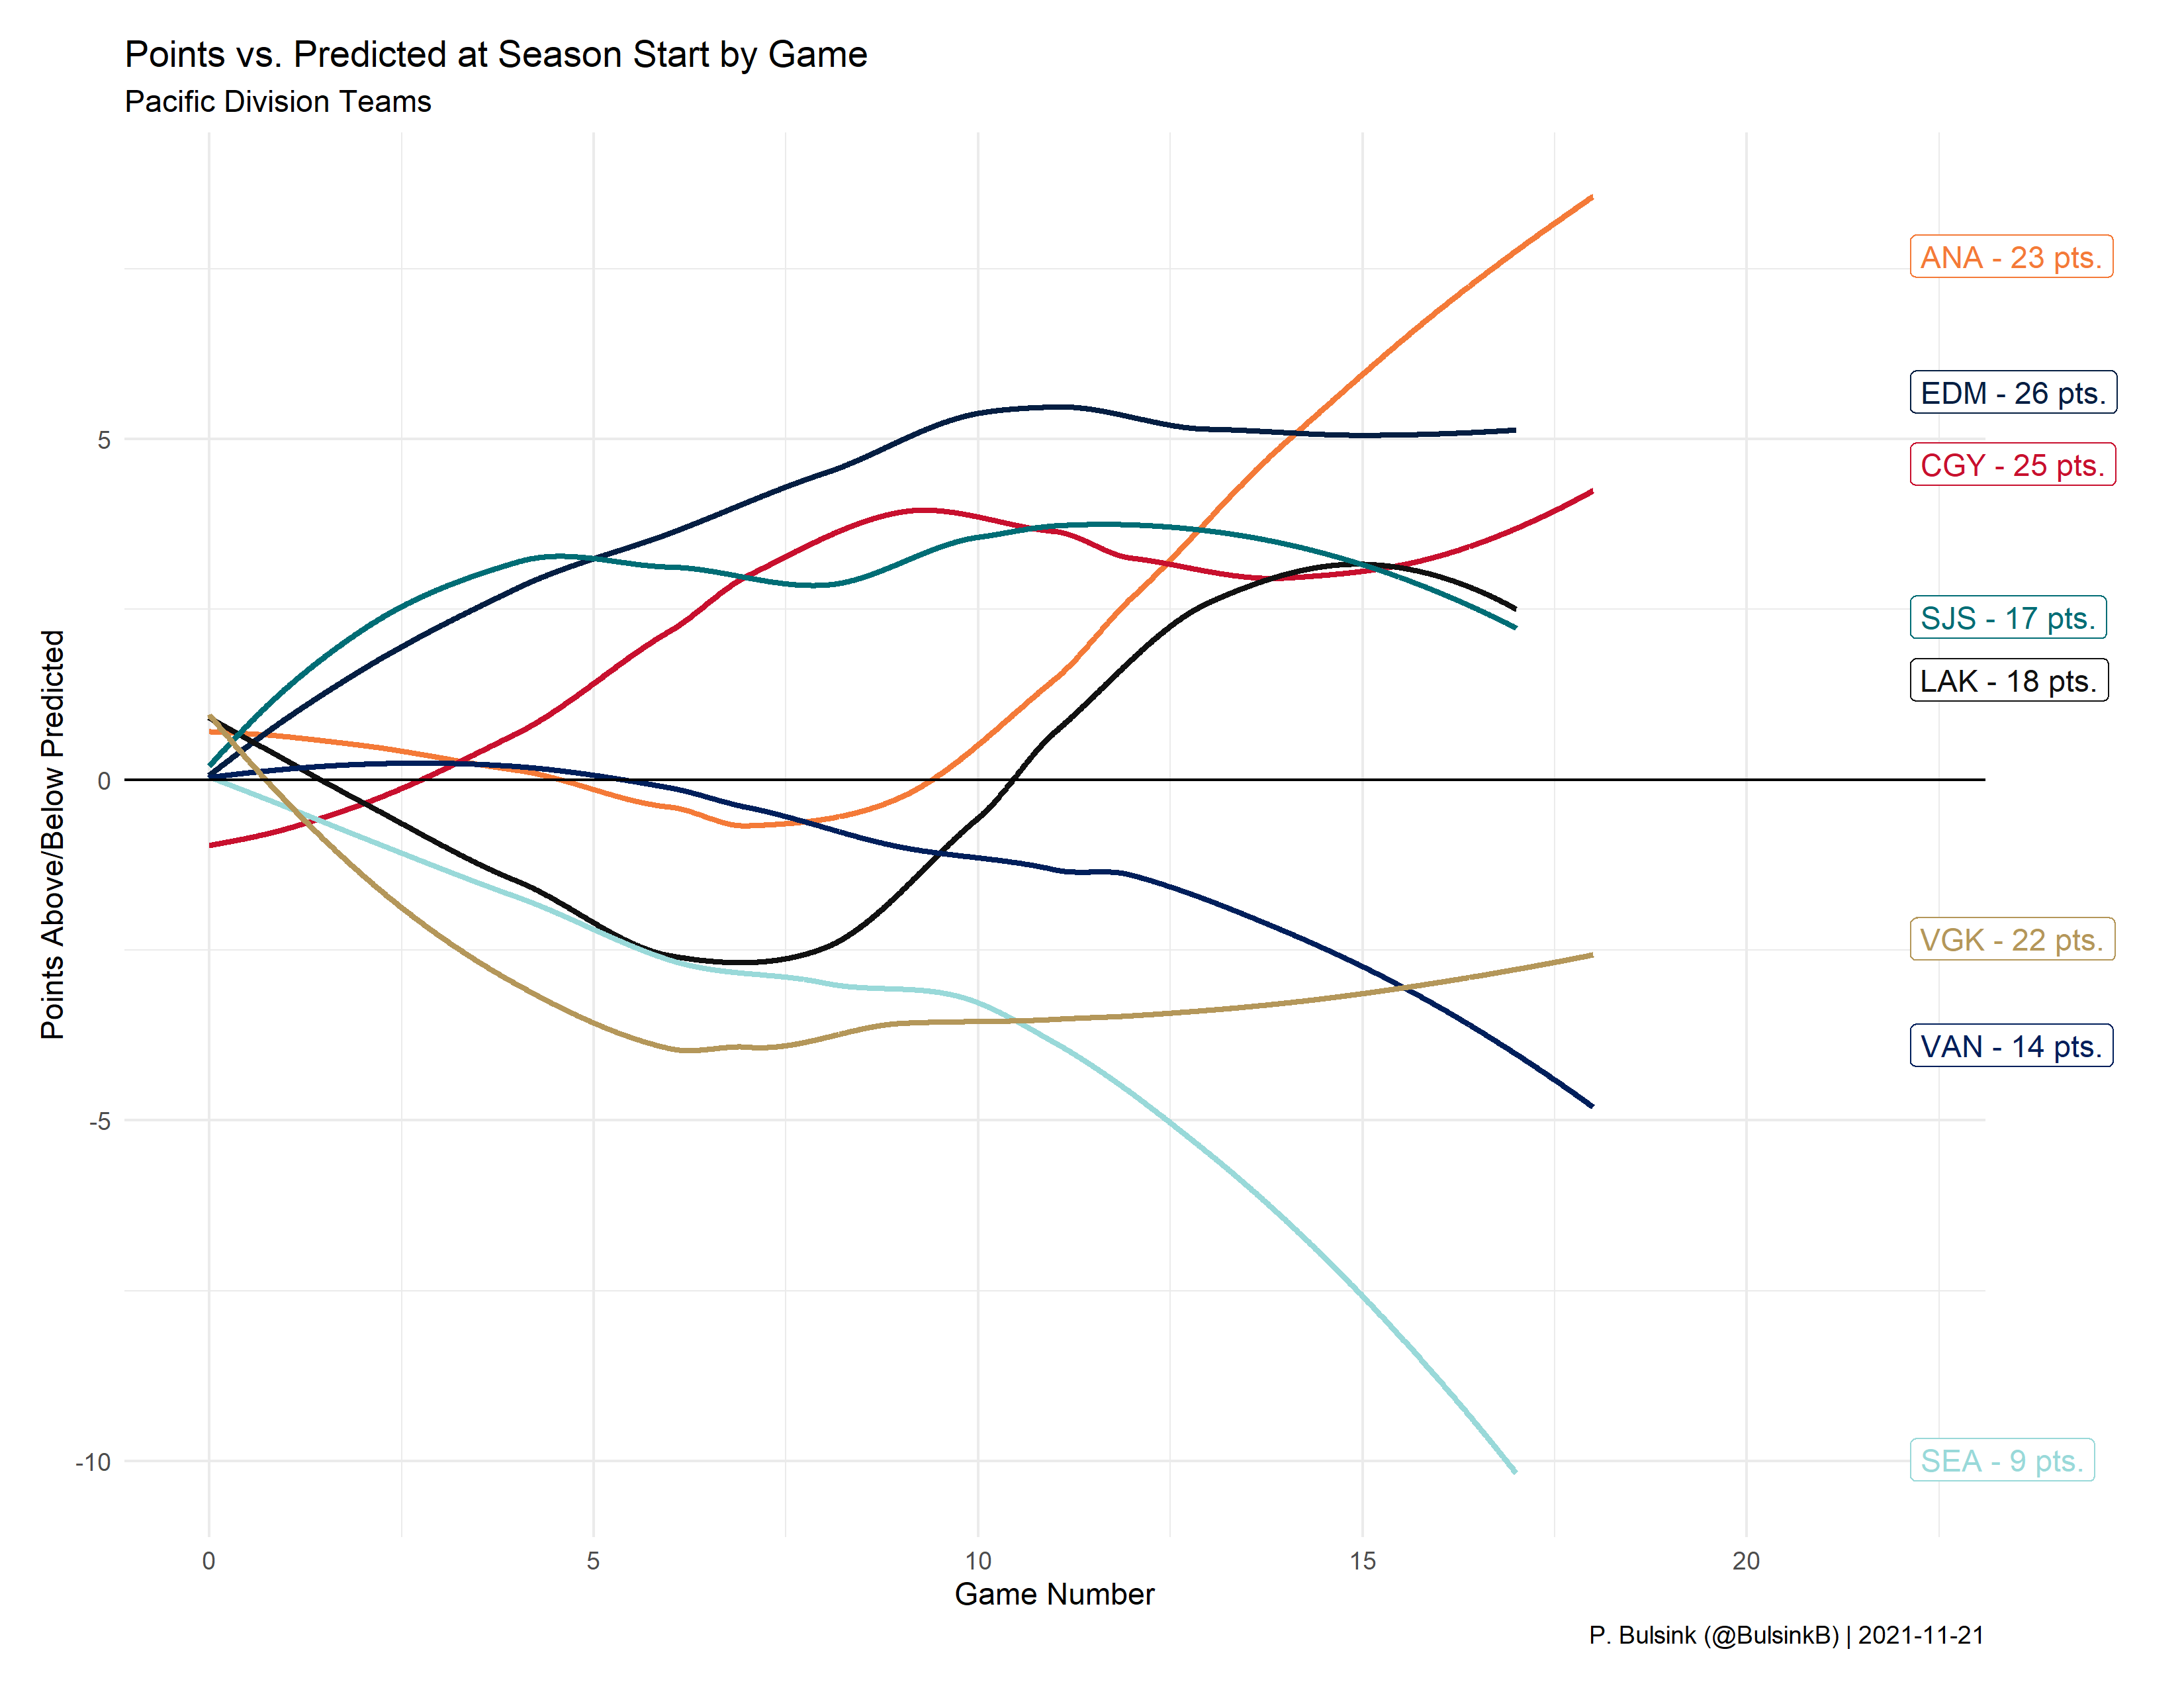 Points vs. Predicted at Season Start by Game
Pacific Division Teams
ANA - 23 pts.
EDM - 26 pts.
CGY - 25 pts.
SJS - 17 pts.
LAK - 18 pts.
VGK - 22 pts.
VAN - 14 pts.
SEA - 9 pts.
Points Above/Below Predicted
5
0
-5
-10
0 5 10 15 20
Game Number
P. Bulsink (@BulsinkB) | 2021-11-21